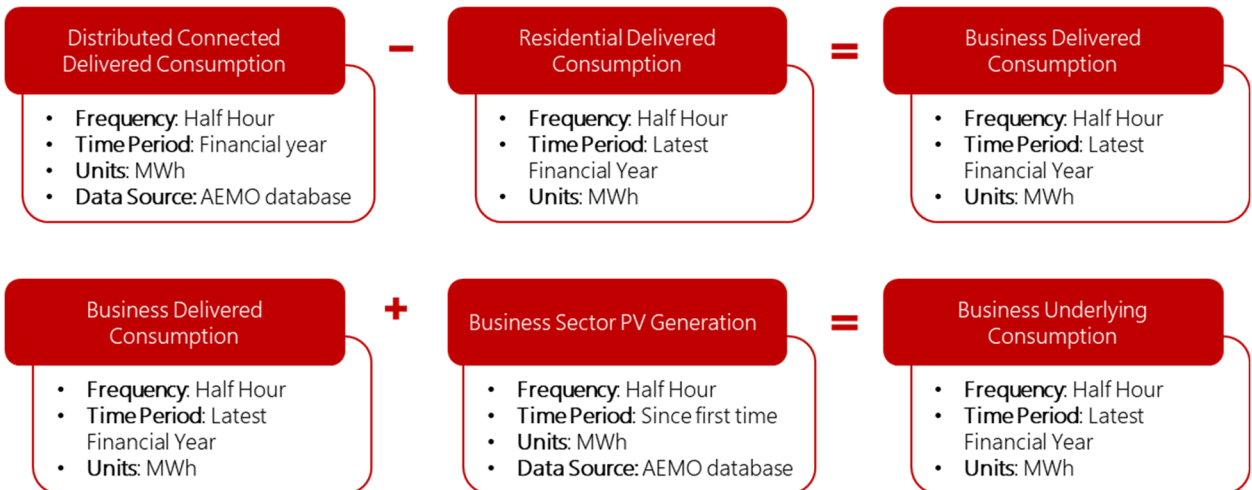 Distributed Connected
Delivered Consumption
−
Residential Delivered
Consumption
=
Business Delivered
Consumption
• Frequency: Half Hour
• Time Period: Financial year
• Units: MWh
• Data Source: AEMO database
• Frequency: Half Hour
• Time Period: Latest
Financial Year
• Units: MWh
• Frequency: Half Hour
• Time Period: Latest
Financial Year
• Units: MWh
Business Delivered
Consumption
+
Business Sector PV Generation
=
Business Underlying
Consumption
• Frequency: Half Hour
• Time Period: Latest
Financial Year
• Units: MWh
• Frequency: Half Hour
• Time Period: Since first time
• Units: MWh
• Data Source: AEMO database
• Frequency: Half Hour
• Time Period: Latest
Financial Year
• Units: MWh